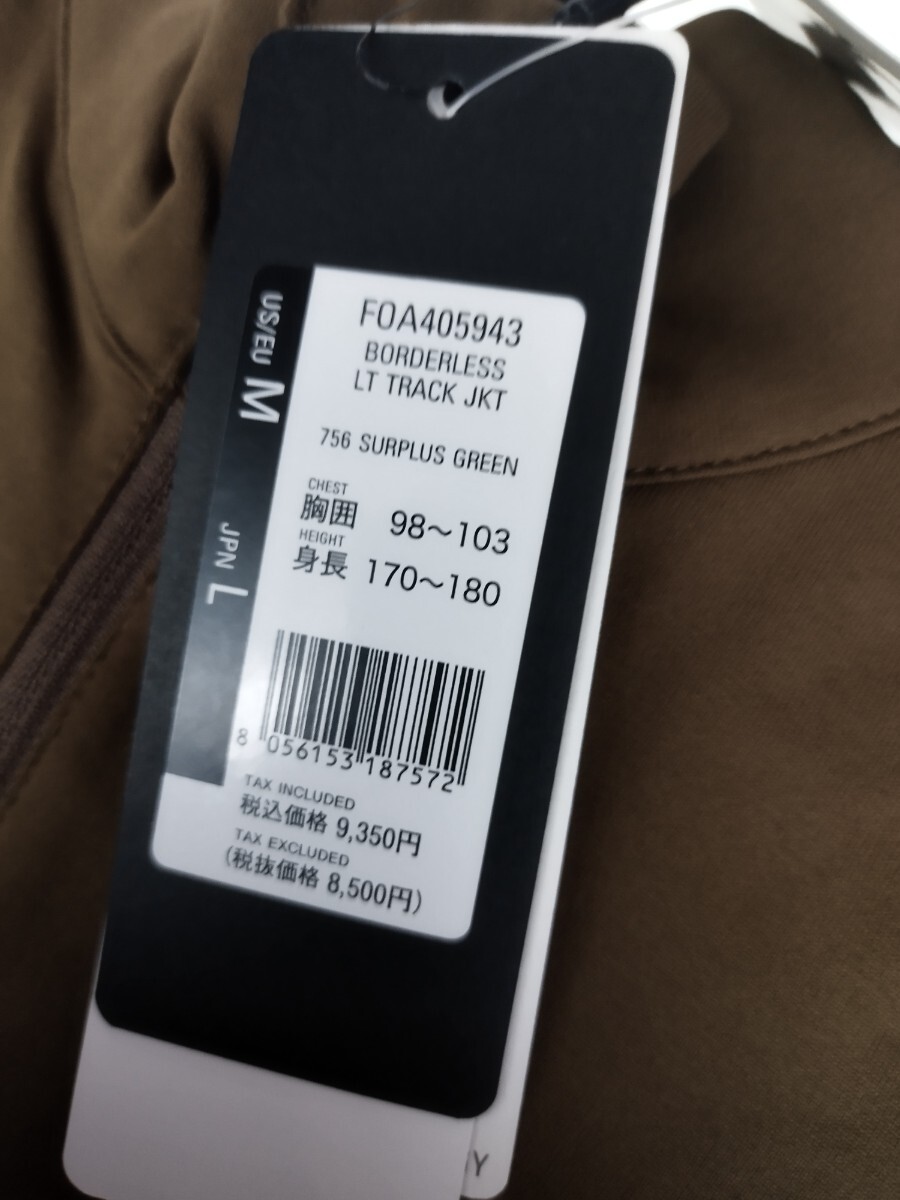 US/EU M
JPN L
FOA405943
BORDERLESS
LT TRACK JKT
756 SURPLUS GREEN
CHEST
胸囲 98～103
HEIGHT
身長 170～180
8 056153 187572
TAX INCLUDED
税込価格 9,350円
TAX EXCLUDED
(税抜価格 8,500円)
Y